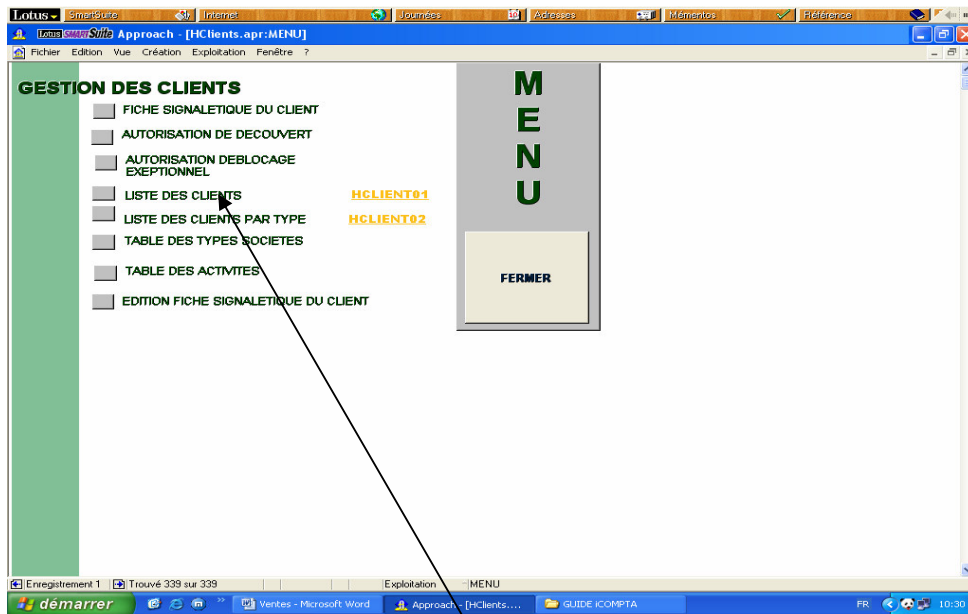 Lotus SmartSuite Internet Journées 10 Adresses Mémentos Référence
Lotus SMARTSuite Approach - [HClients.apr:MENU]
Fichier Edition Vue Création Exploitation Fenêtre ?
GESTION DES CLIENTS
FICHE SIGNALETIQUE DU CLIENT
AUTORISATION DE DECOUVERT
AUTORISATION DEBLOCAGE
EXEPTIONNEL
LISTE DES CLIENTS HCLIENT01
LISTE DES CLIENTS PAR TYPE HCLIENT02
TABLE DES TYPES SOCIETES
TABLE DES ACTIVITES
EDITION FICHE SIGNALETIQUE DU CLIENT
M
E
N
U
FERMER
Enregistrement 1 Trouvé 339 sur 339 Exploitation MENU
démarrer Ventes - Microsoft Word Approach - [HClients.... GUIDE iCOMPTA FR 10:30